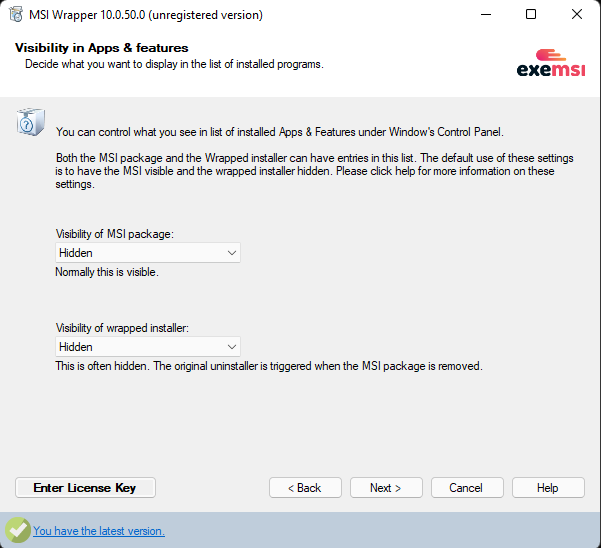 MSI Wrapper 10.0.50.0 (unregistered version)
Visibility in Apps & features
Decide what you want to display in the list of installed programs.
exemsi
You can control what you see in list of installed Apps & Features under Window's Control Panel.
Both the MSI package and the Wrapped installer can have entries in this list. The default use of these settings
is to have the MSI visible and the wrapped installer hidden. Please click help for more information on these
settings.
Visibility of MSI package:
Hidden
Normally this is visible.
Visibility of wrapped installer:
Hidden
This is often hidden. The original uninstaller is triggered when the MSI package is removed.
Enter License Key
< Back
Next >
Cancel
Help
You have the latest version.